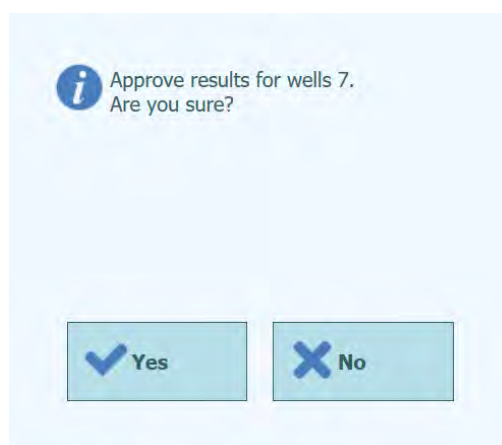 Approve results for wells 7.
Are you sure?
Yes
No